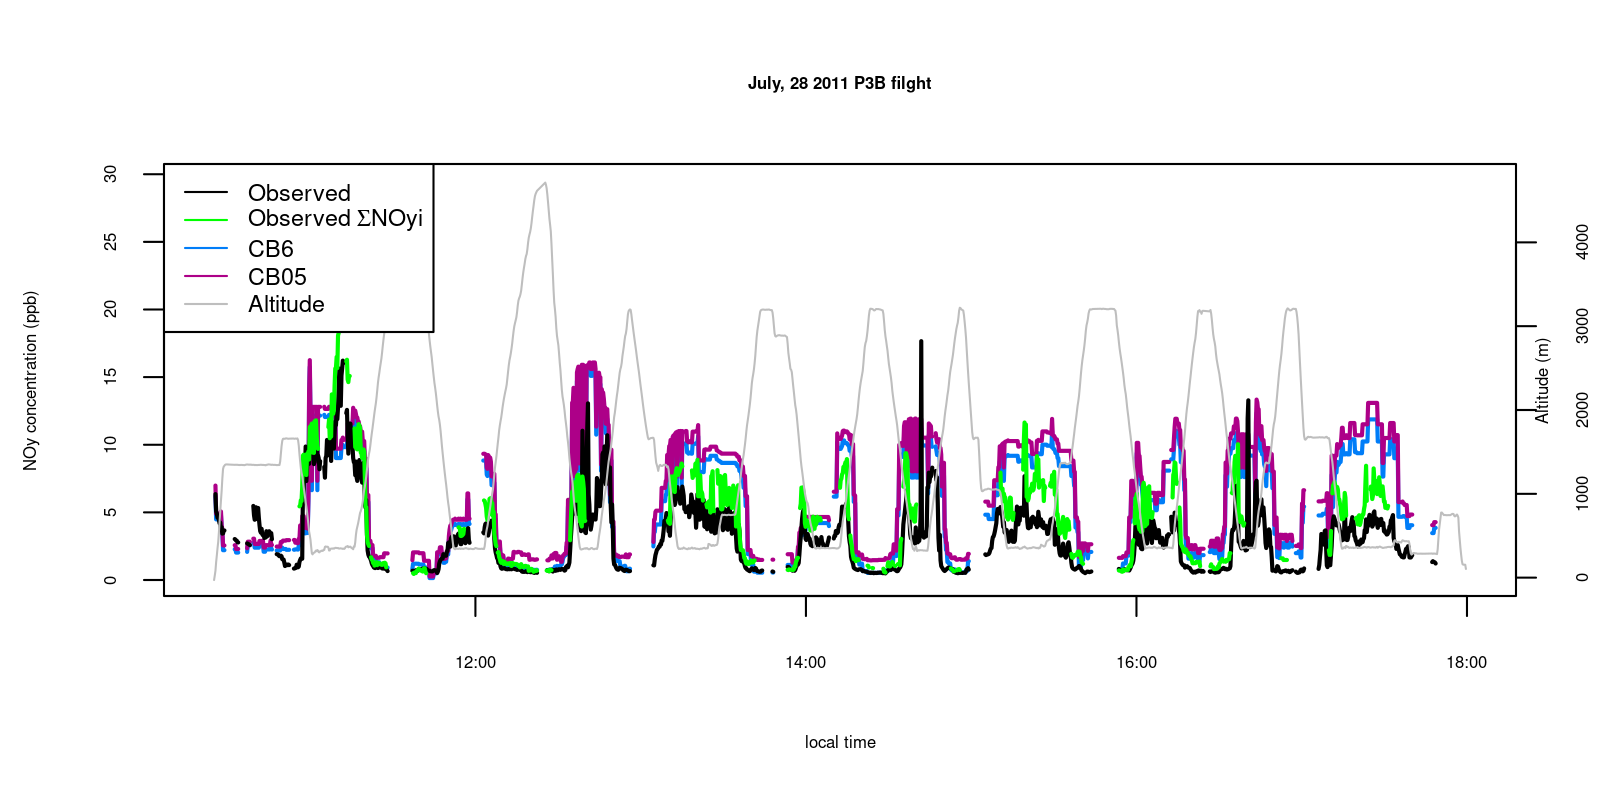 July, 28 2011 P3B filght
NOy concentration (ppb)
30
25
20
15
10
5
0
Observed
Observed ΣNOyi
CB6
CB05
Altitude
4000
3000
2000
1000
0
Altitude (m)
12:00
14:00
16:00
18:00
local time